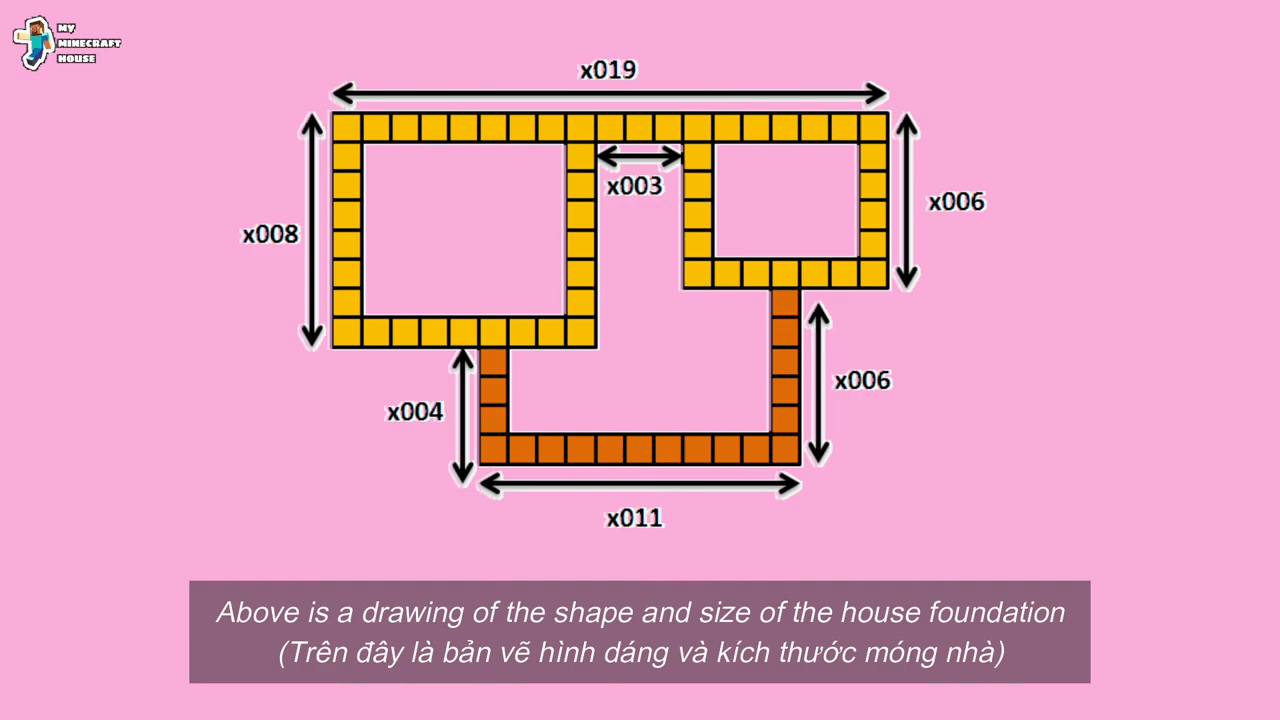 MY
MINECRAFT
HOUSE
x019
x003
x006
x008
x006
x004
x011
Above is a drawing of the shape and size of the house foundation
(Trên đây là bản vẽ hình dáng và kích thước móng nhà)